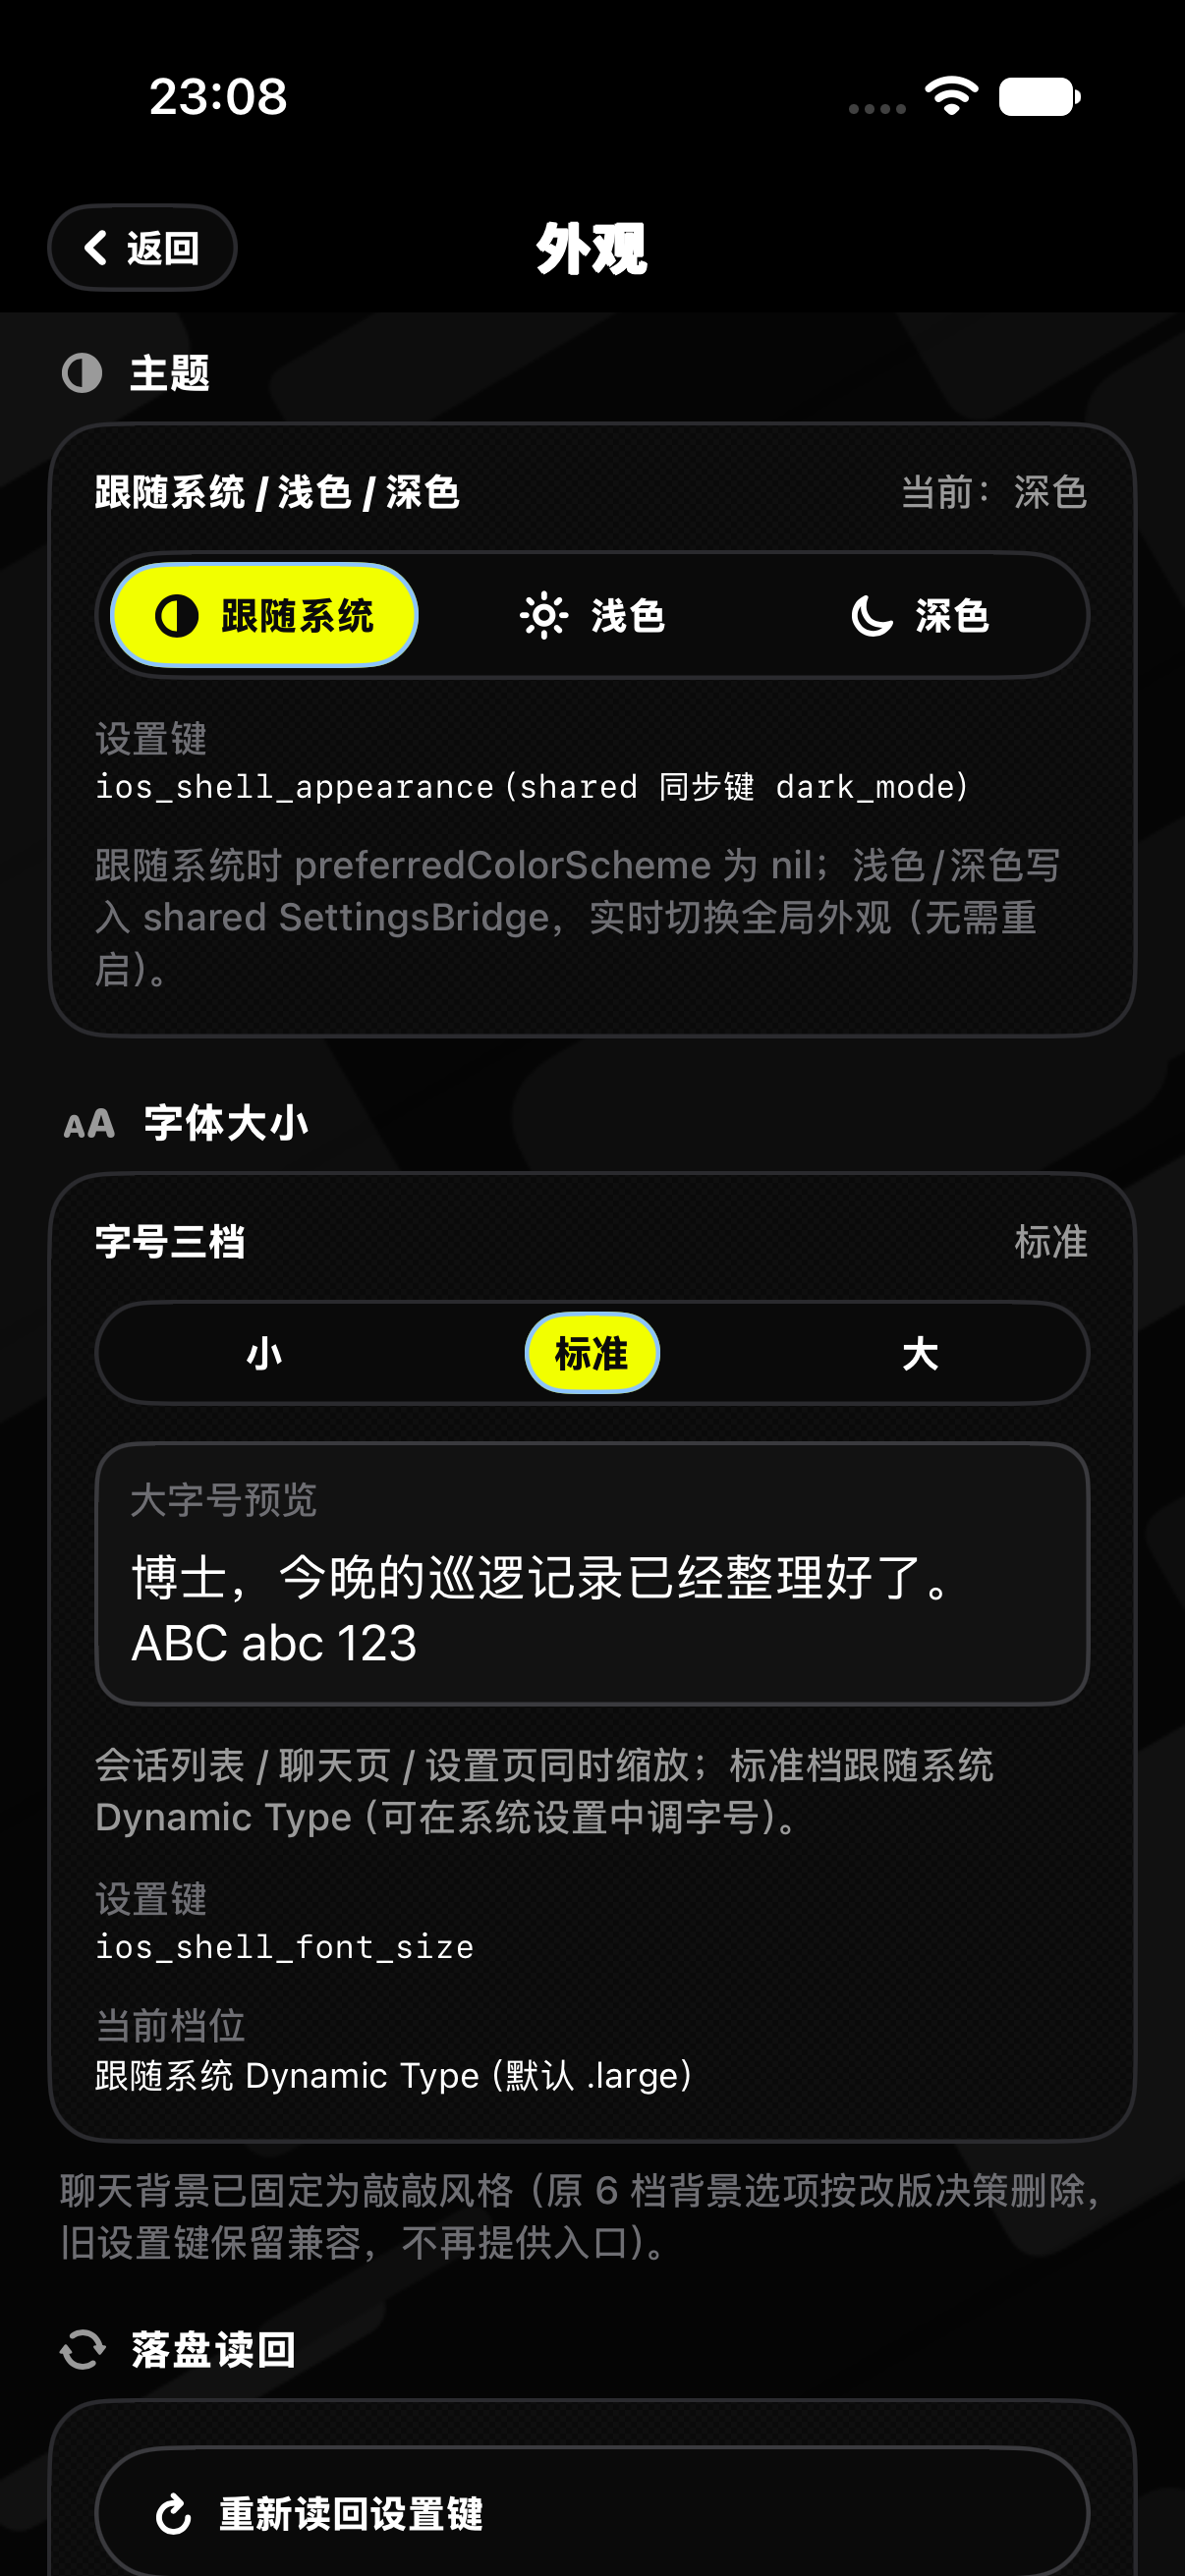 23:08
返回
外观
主题
跟随系统 / 浅色 / 深色
当前：深色
跟随系统
浅色
深色
设置键
ios_shell_appearance（shared 同步键 dark_mode）
跟随系统时 preferredColorScheme 为 nil；浅色/深色写
入 shared SettingsBridge，实时切换全局外观（无需重
启）。
AA 字体大小
字号三档
标准
小
标准
大
大字号预览
博士，今晚的巡逻记录已经整理好了。
ABC abc 123
会话列表 / 聊天页 / 设置页同时缩放；标准档跟随系统
Dynamic Type（可在系统设置中调字号）。
设置键
ios_shell_font_size
当前档位
跟随系统 Dynamic Type（默认 .large）
聊天背景已固定为敲敲风格（原 6 档背景选项按改版决策删除，
旧设置键保留兼容，不再提供入口）。
落盘读回
重新读回设置键